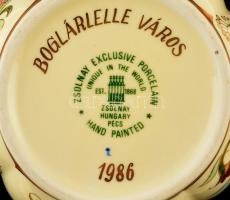 BOGLÁRLELLE VÁROS
ZSOLNAY EXCLUSIVE PORCELAIN
UNIQUE IN THE WORLD
EST. 1868
ZSOLNAY
HUNGARY
PÉCS
* HAND PAINTED *
1986